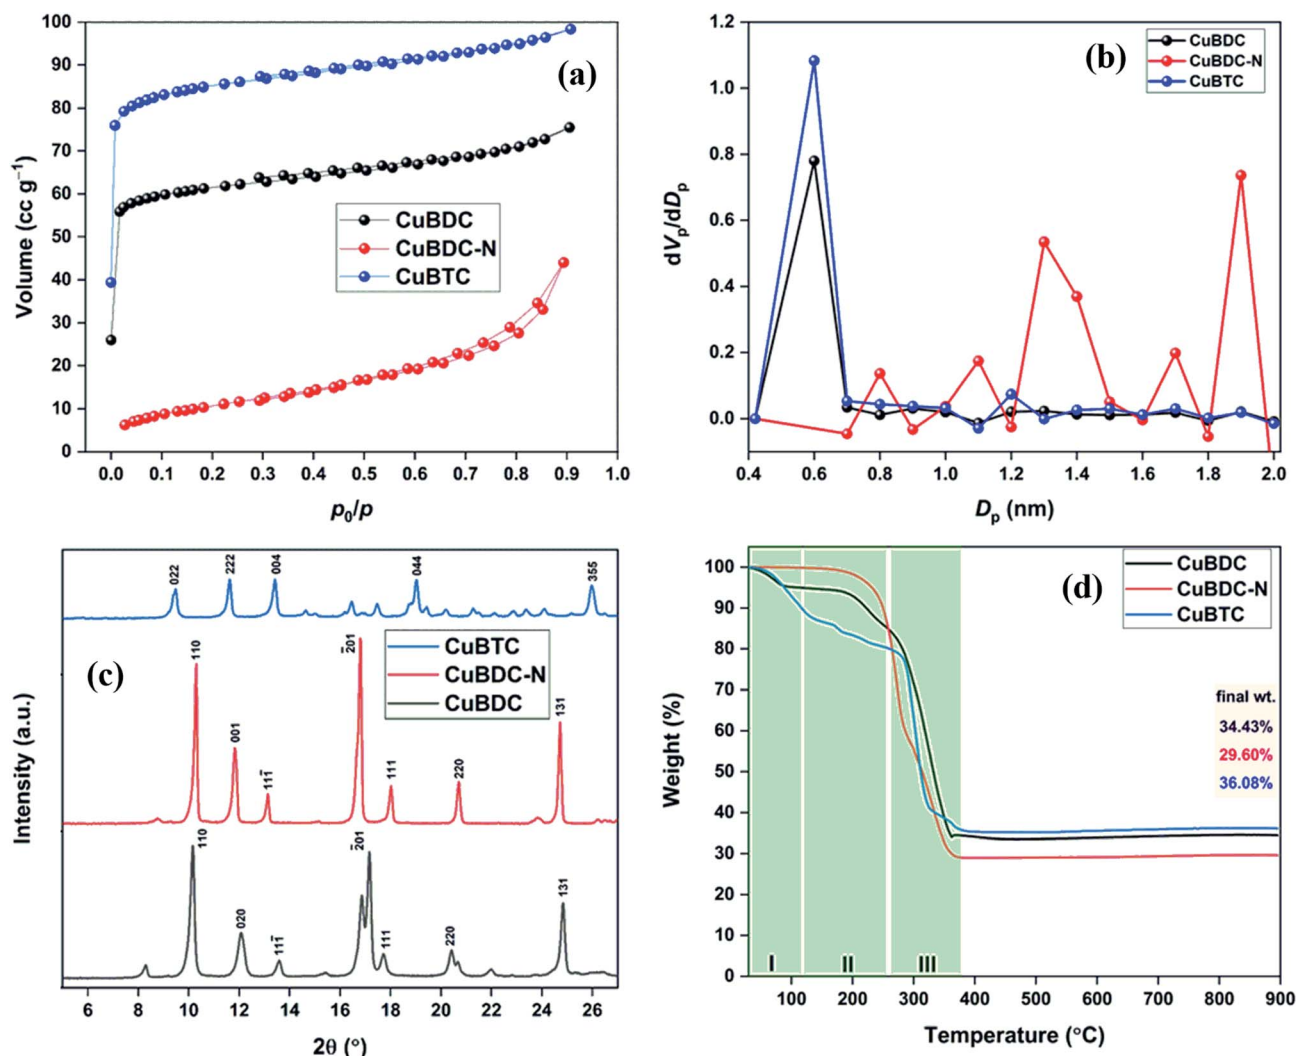 (a)
Volume (cc g⁻¹)
100
90
80
70
60
50
40
30
20
10
0
CuBDC
CuBDC-N
CuBTC
0.0 0.1 0.2 0.3 0.4 0.5 0.6 0.7 0.8 0.9 1.0
p₀/p
(b)
dVₚ/dDₚ
1.2
1.0
0.8
0.6
0.4
0.2
0.0
CuBDC
CuBDC-N
CuBTC
0.4 0.6 0.8 1.0 1.2 1.4 1.6 1.8 2.0
Dₚ (nm)
(c)
Intensity (a.u.)
022 222 004 044 355
CuBTC
CuBDC-N
CuBDC
110 001 11̅1̅ 2̅01 111 220 131
110 020 11̅1̅ 2̅01 111 220 131
6 8 10 12 14 16 18 20 22 24 26
2θ (°)
(d)
Weight (%)
100
90
80
70
60
50
40
30
20
10
0
CuBDC
CuBDC-N
CuBTC
final wt.
34.43%
29.60%
36.08%
I II III
100 200 300 400 500 600 700 800 900
Temperature (°C)